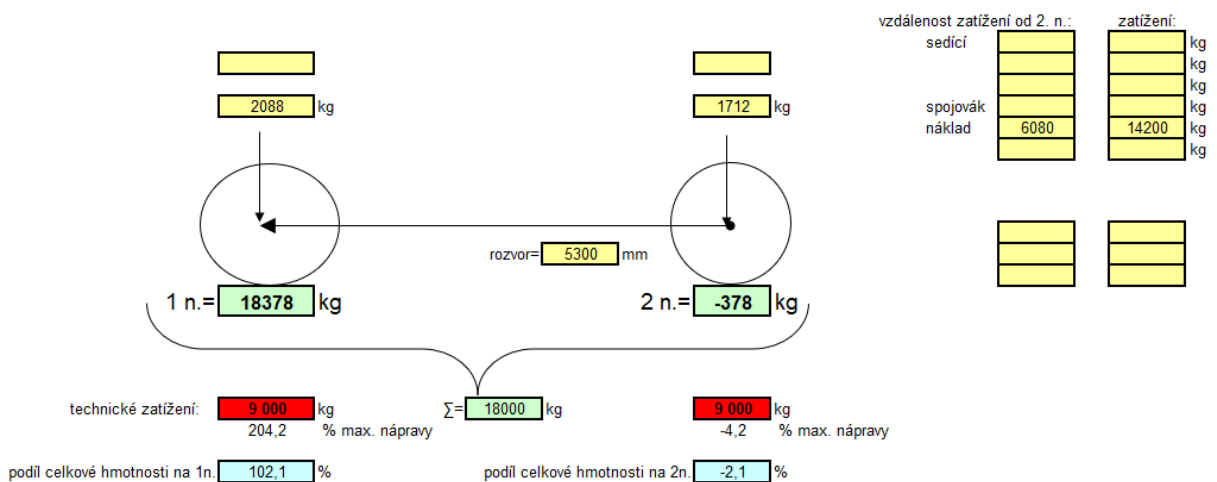 vzdálenost zatížení od 2. n.: zatížení:
sedící kg
kg
kg
2088 kg 1712 kg spojovák kg
náklad 6080 14200 kg
kg
rozvor= 5300 mm
1 n.= 18378 kg 2 n.= -378 kg
technické zatížení: 9 000 kg ∑= 18000 kg 9 000 kg
204,2 % max. nápravy -4,2 % max. nápravy
podíl celkové hmotnosti na 1n. 102,1 % podíl celkové hmotnosti na 2n. -2,1 %